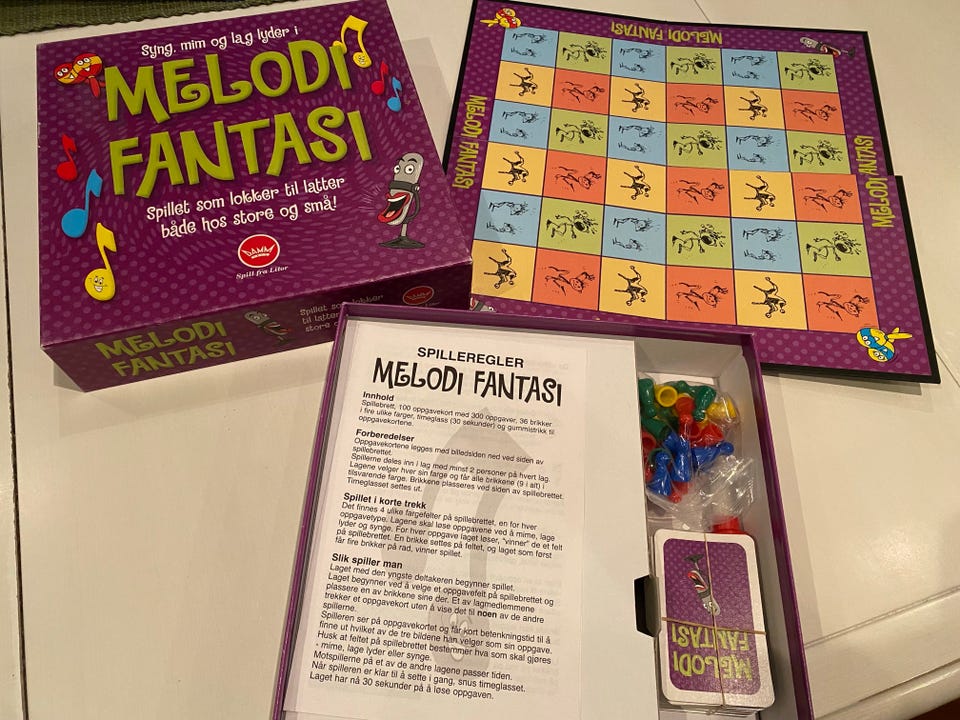 Syng, mim og lag lyder i
MELODI
FANTASI
Spillet som lokker til latter
både hos store og små!
DAMM
Spill fra Litor
MELODI
FANTASI
Spillet som lokker
til latter
store o
MELODI FANTASI
MELODI FANTASI
MELODI FANTASI
SPILLEREGLER
MELODI FANTASI
Innhold
Spillebrett, 100 oppgavekort med 300 oppgaver, 36 brikker
i fire ulike farger, timeglass (30 sekunder) og gummistrikk til
oppgavekortene.
Forberedelser
Oppgavekortene legges med billedsiden ned ved siden av
spillebrettet.
Spillerne deles inn i lag med minst 2 personer på hvert lag.
Lagene velger hver sin farge og får alle brikkene (9 i alt) i
tilsvarende farge. Brikkene plasseres ved siden av spillebrettet.
Timeglasset settes ut.
Spillet i korte trekk
Det finnes 4 ulike fargefelter på spillebrettet, en for hver
oppgavetype. Lagene skal løse oppgavene ved å mime, lage
lyder og synge. For hver oppgave laget løser, "vinner" de et felt
på spillebrettet. En brikke settes på feltet, og laget som først
får fire brikker på rad, vinner spillet.
Slik spiller man
Laget med den yngste deltakeren begynner spillet.
Laget begynner ved å velge et oppgavefelt på spillebrettet og
plassere en av brikkene sine der. Et av lagmedlemmene
trekker et oppgavekort uten å vise det til noen av de andre
spillerne.
Spilleren ser på oppgavekortet og får kort betenkningstid til å
finne ut hvilket av de tre bildene han velger som sin oppgave.
Husk at feltet på spillebrettet bestemmer hva som skal gjøres
- mime, lage lyder eller synge.
Motspillerne på et av de andre lagene passer tiden.
Når spilleren er klar til å sette i gang, snus timeglasset.
Laget har nå 30 sekunder på å løse oppgaven.
MELODI
FANTASI